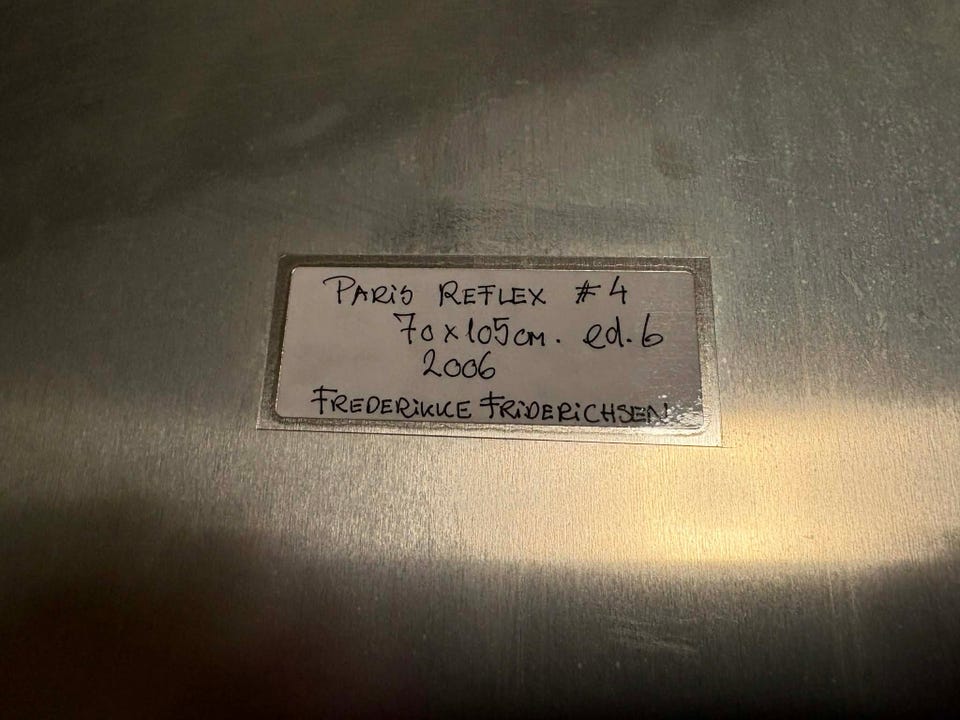 PARiS REFLEX #4
70x105cm. ed. 6
2006
FREDERiKKE FRiDERiCHSEN